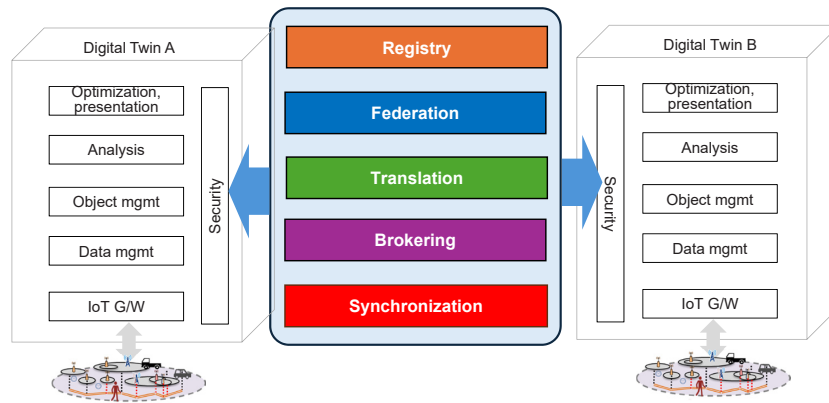 Digital Twin A
Optimization,
presentation
Analysis
Object mgmt
Data mgmt
IoT G/W
Security
Registry
Federation
Translation
Brokering
Synchronization
Digital Twin B
Security
Optimization,
presentation
Analysis
Object mgmt
Data mgmt
IoT G/W